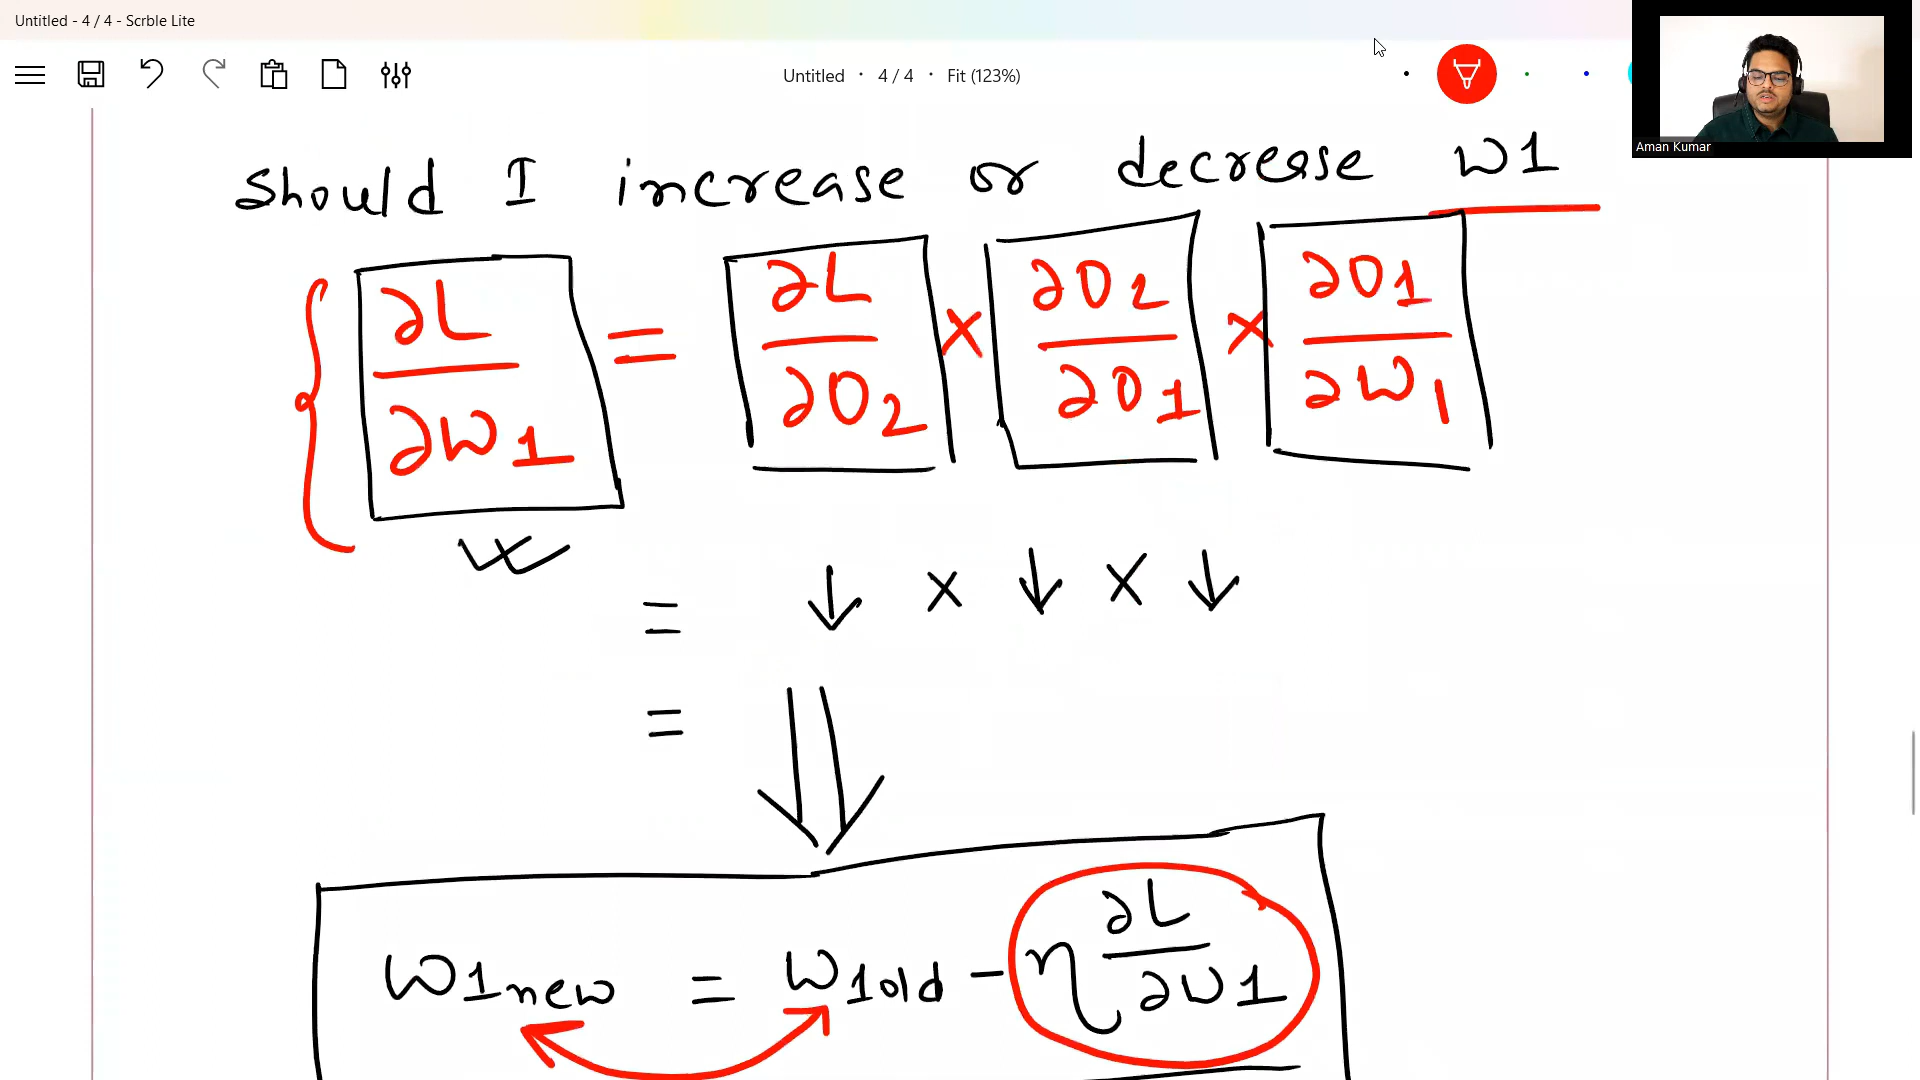 Untitled - 4 / 4 - Scrble Lite
Untitled • 4 / 4 • Fit (123%)
Aman Kumar
Should I increase or decrease W1
∂L/∂W1 = ∂L/∂O2 × ∂O2/∂O1 × ∂O1/∂W1
= ↓ × ↓ × ↓
= ⇓
W1new = W1old - η ∂L/∂W1